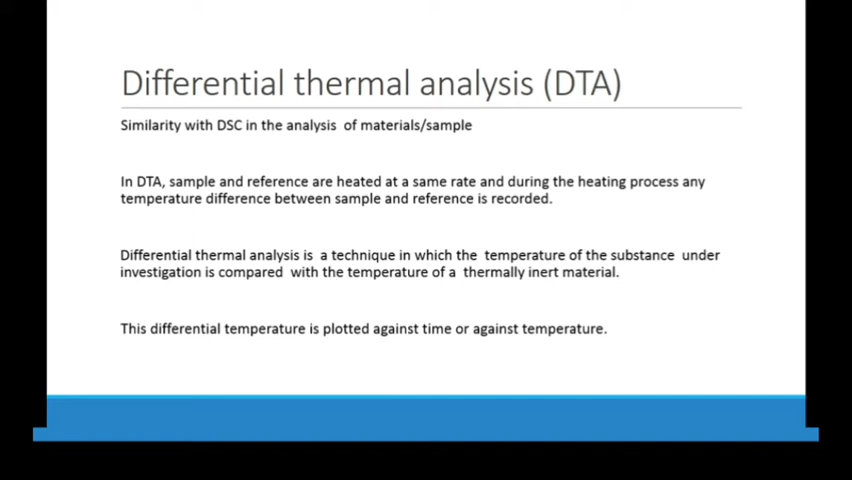 Differential thermal analysis (DTA)
Similarity with DSC in the analysis of materials/sample
In DTA, sample and reference are heated at a same rate and during the heating process any
temperature difference between sample and reference is recorded.
Differential thermal analysis is a technique in which the temperature of the substance under
investigation is compared with the temperature of a thermally inert material.
This differential temperature is plotted against time or against temperature.